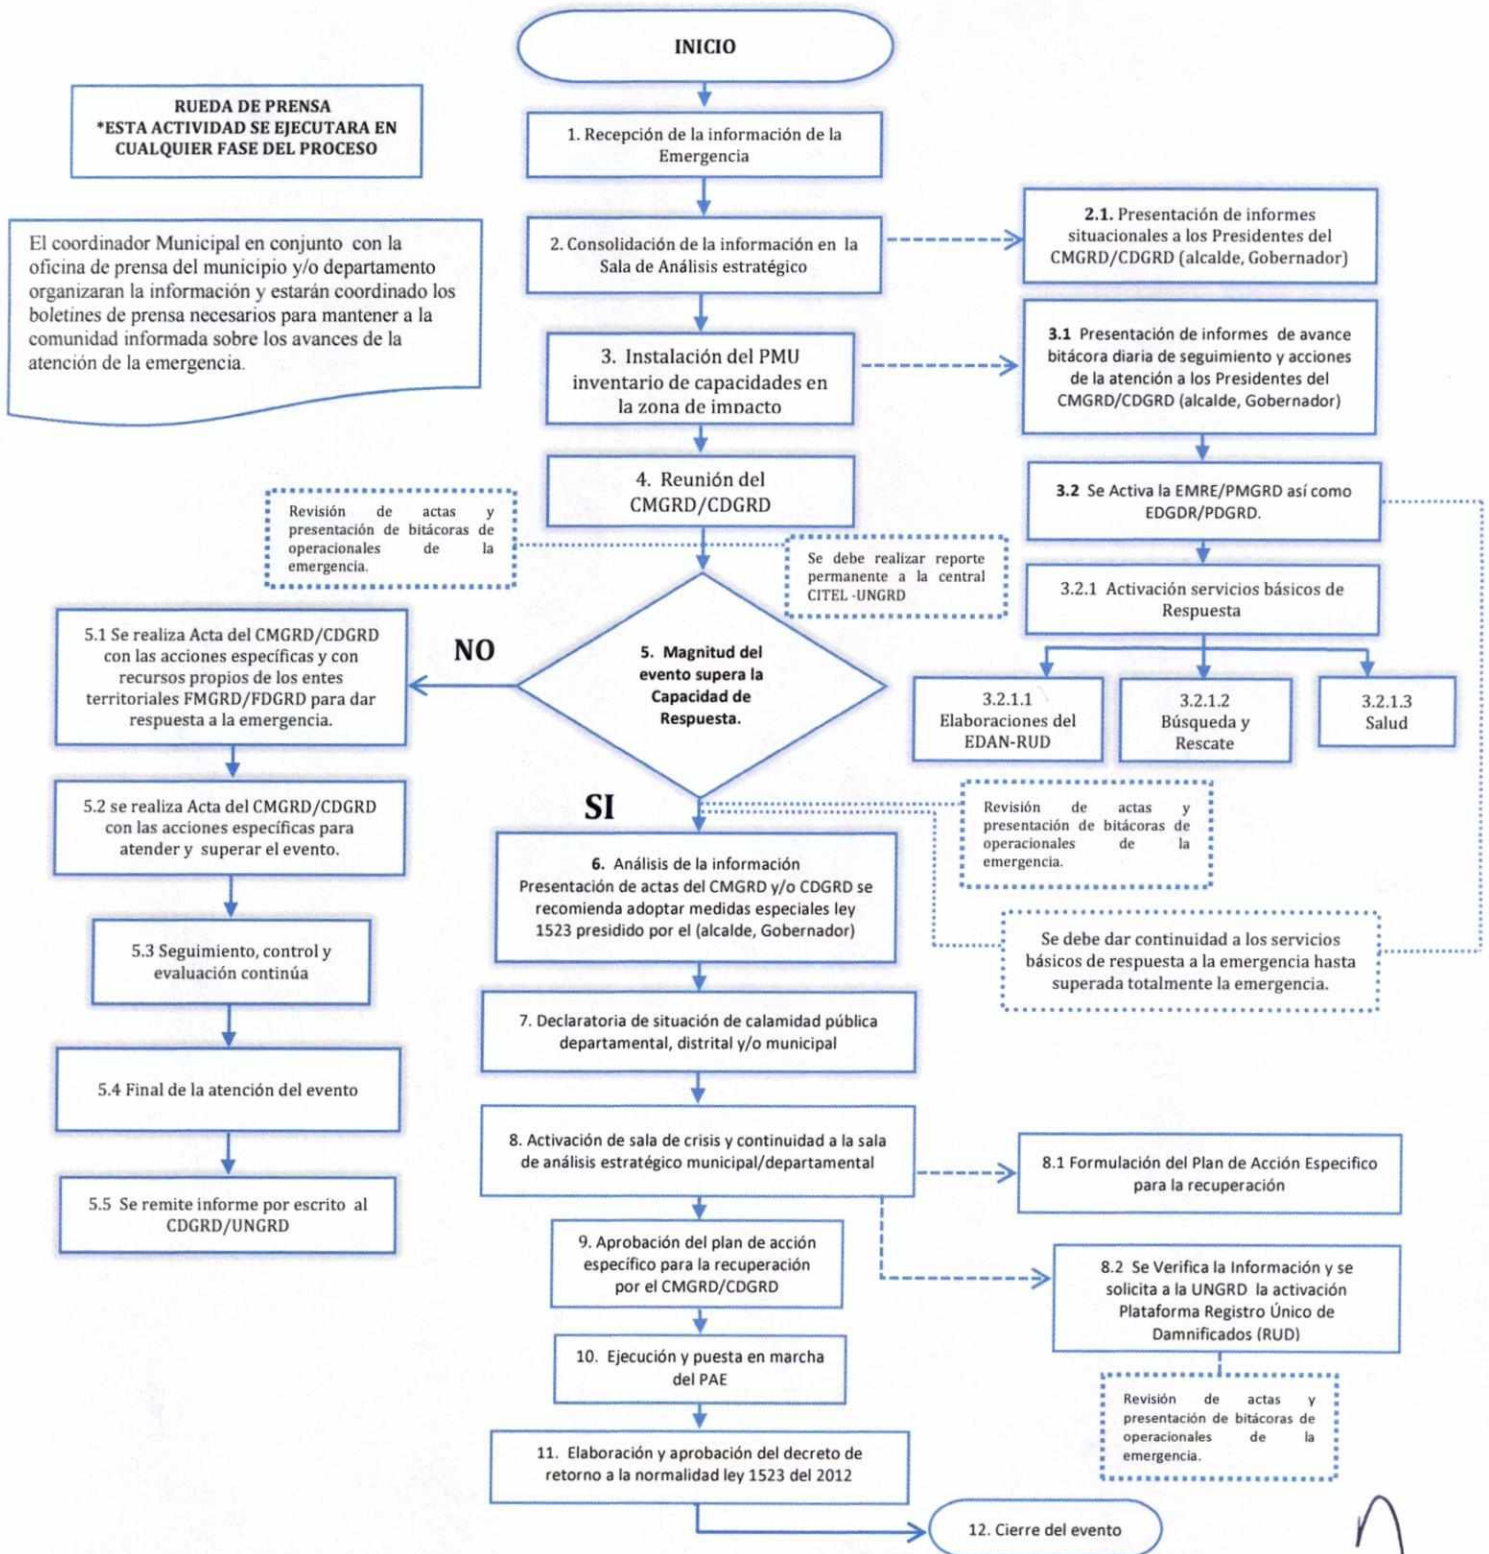 INICIO
RUEDA DE PRENSA
*ESTA ACTIVIDAD SE EJECUTARA EN
CUALQUIER FASE DEL PROCESO
El coordinador Municipal en conjunto con la
oficina de prensa del municipio y/o departamento
organizaran la información y estarán coordinado los
boletines de prensa necesarios para mantener a la
comunidad informada sobre los avances de la
atención de la emergencia.
1. Recepción de la información de la
Emergencia
2. Consolidación de la información en la
Sala de Análisis estratégico
2.1. Presentación de informes
situacionales a los Presidentes del
CMGRD/CDGRD (alcalde, Gobernador)
3. Instalación del PMU
inventario de capacidades en
la zona de impacto
3.1 Presentación de informes de avance
bitácora diaria de seguimiento y acciones
de la atención a los Presidentes del
CMGRD/CDGRD (alcalde, Gobernador)
4. Reunión del
CMGRD/CDGRD
3.2 Se Activa la EMRE/PMGRD así como
EDGDR/PDGRD.
Revisión de actas y
presentación de bitácoras de
operacionales de la
emergencia.
Se debe realizar reporte
permanente a la central
CITEL -UNGRD
3.2.1 Activación servicios básicos de
Respuesta
3.2.1.1
Elaboraciones del
EDAN-RUD
3.2.1.2
Búsqueda y
Rescate
3.2.1.3
Salud
5. Magnitud del
evento supera la
Capacidad de
Respuesta.
NO
5.1 Se realiza Acta del CMGRD/CDGRD
con las acciones específicas y con
recursos propios de los entes
territoriales FMGRD/FDGRD para dar
respuesta a la emergencia.
5.2 se realiza Acta del CMGRD/CDGRD
con las acciones específicas para
atender y superar el evento.
5.3 Seguimiento, control y
evaluación continúa
5.4 Final de la atención del evento
5.5 Se remite informe por escrito al
CDGRD/UNGRD
SI
Revisión de actas y
presentación de bitácoras de
operacionales de la
emergencia.
6. Análisis de la información
Presentación de actas del CMGRD y/o CDGRD se
recomienda adoptar medidas especiales ley
1523 presidido por el (alcalde, Gobernador)
Se debe dar continuidad a los servicios
básicos de respuesta a la emergencia hasta
superada totalmente la emergencia.
7. Declaratoria de situación de calamidad pública
departamental, distrital y/o municipal
8. Activación de sala de crisis y continuidad a la sala
de análisis estratégico municipal/departamental
8.1 Formulación del Plan de Acción Especifico
para la recuperación
9. Aprobación del plan de acción
específico para la recuperación
por el CMGRD/CDGRD
8.2 Se Verifica la Información y se
solicita a la UNGRD la activación
Plataforma Registro Único de
Damnificados (RUD)
10. Ejecución y puesta en marcha
del PAE
Revisión de actas y
presentación de bitácoras de
operacionales de la
emergencia.
11. Elaboración y aprobación del decreto de
retorno a la normalidad ley 1523 del 2012
12. Cierre del evento